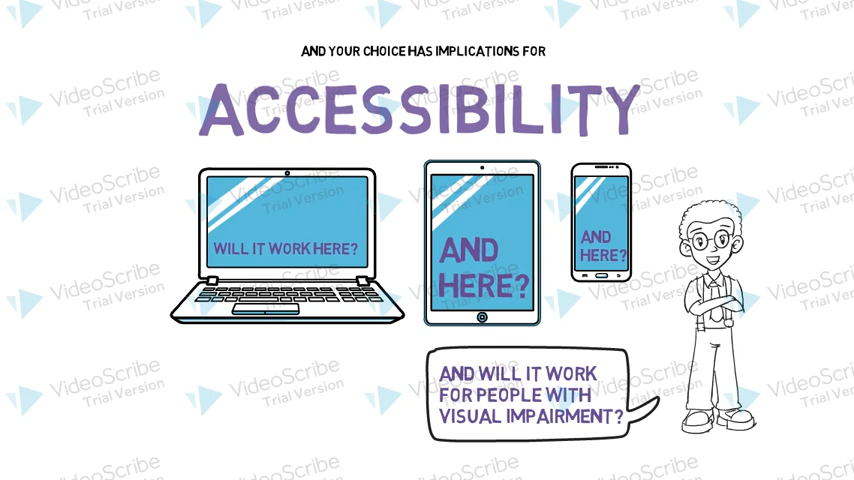 AND YOUR CHOICE HAS IMPLICATIONS FOR
ACCESSIBILITY
WILL IT WORK HERE?
AND
HERE?
AND
HERE?
AND WILL IT WORK
FOR PEOPLE WITH
VISUAL IMPAIRMENT?
VideoScribe
Trial Version